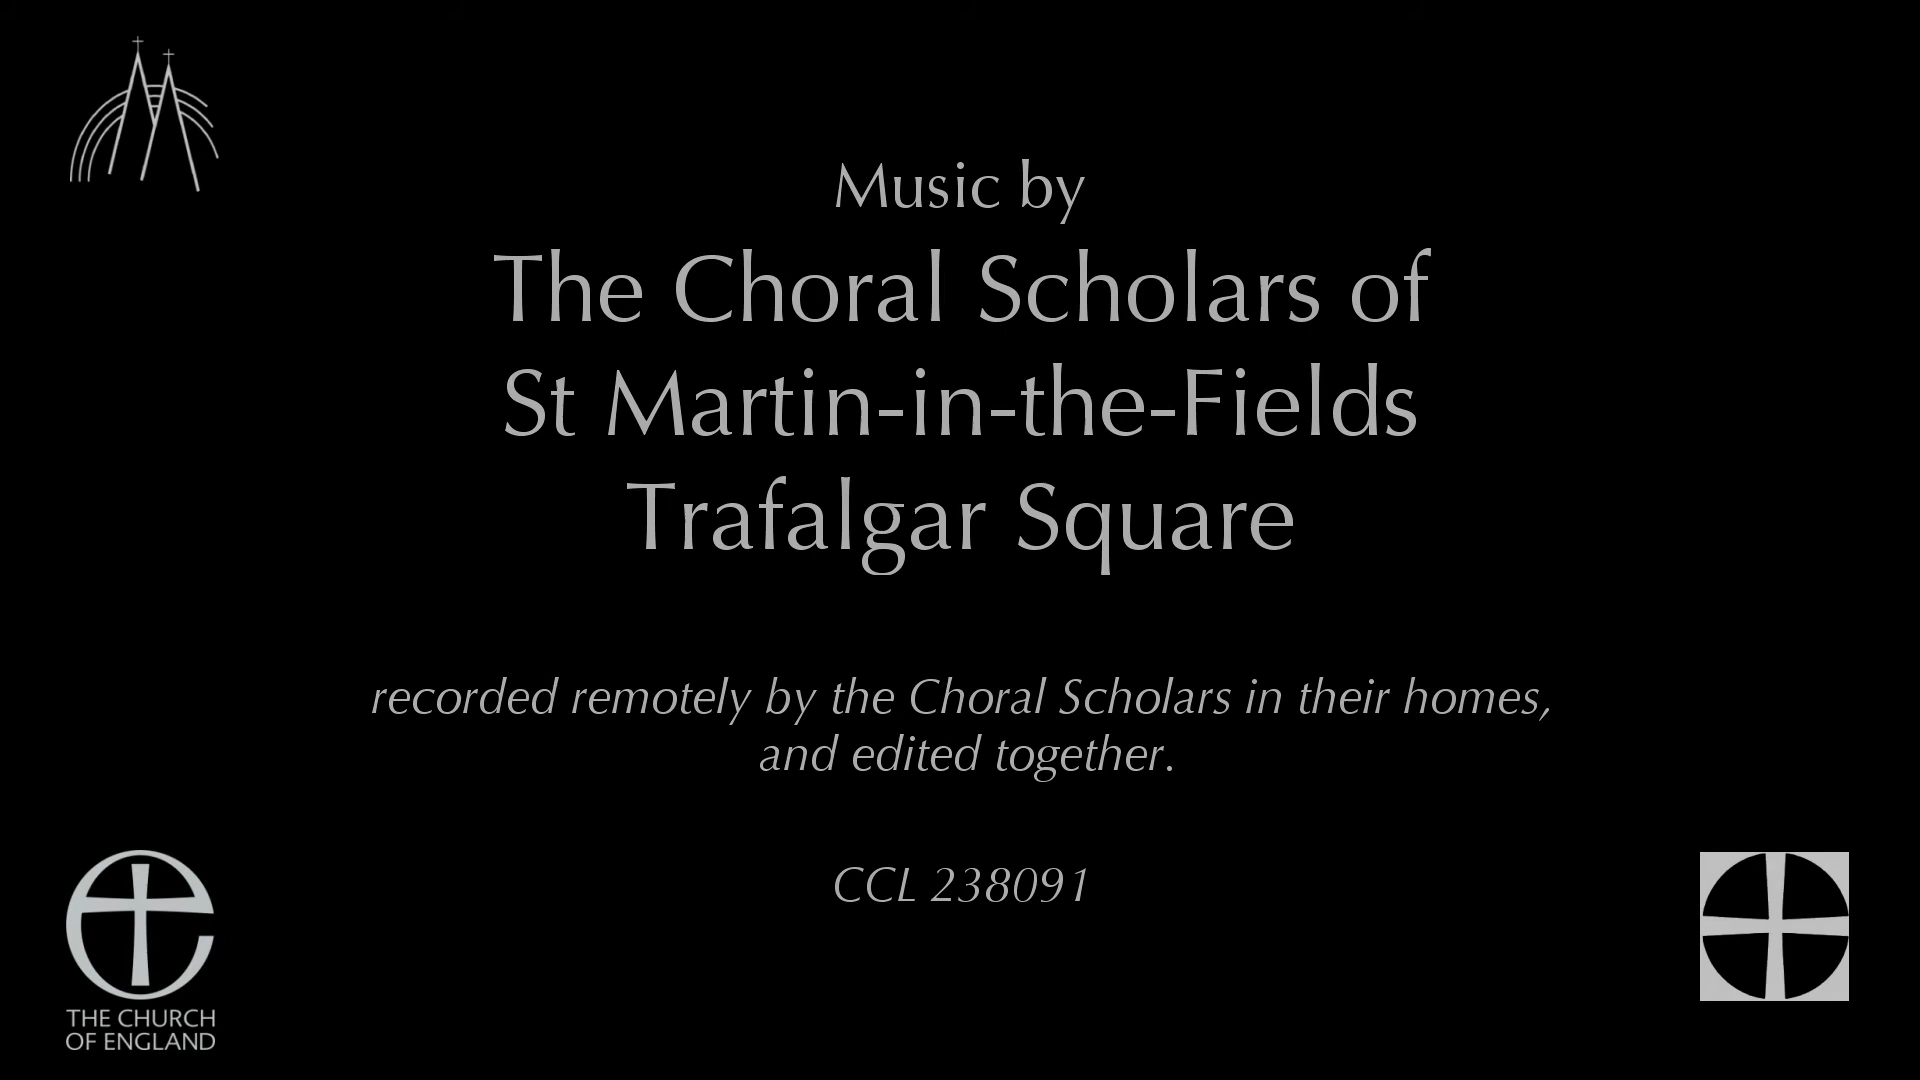 Music by
The Choral Scholars of
St Martin-in-the-Fields
Trafalgar Square
recorded remotely by the Choral Scholars in their homes,
and edited together.
CCL 238091
THE CHURCH
OF ENGLAND